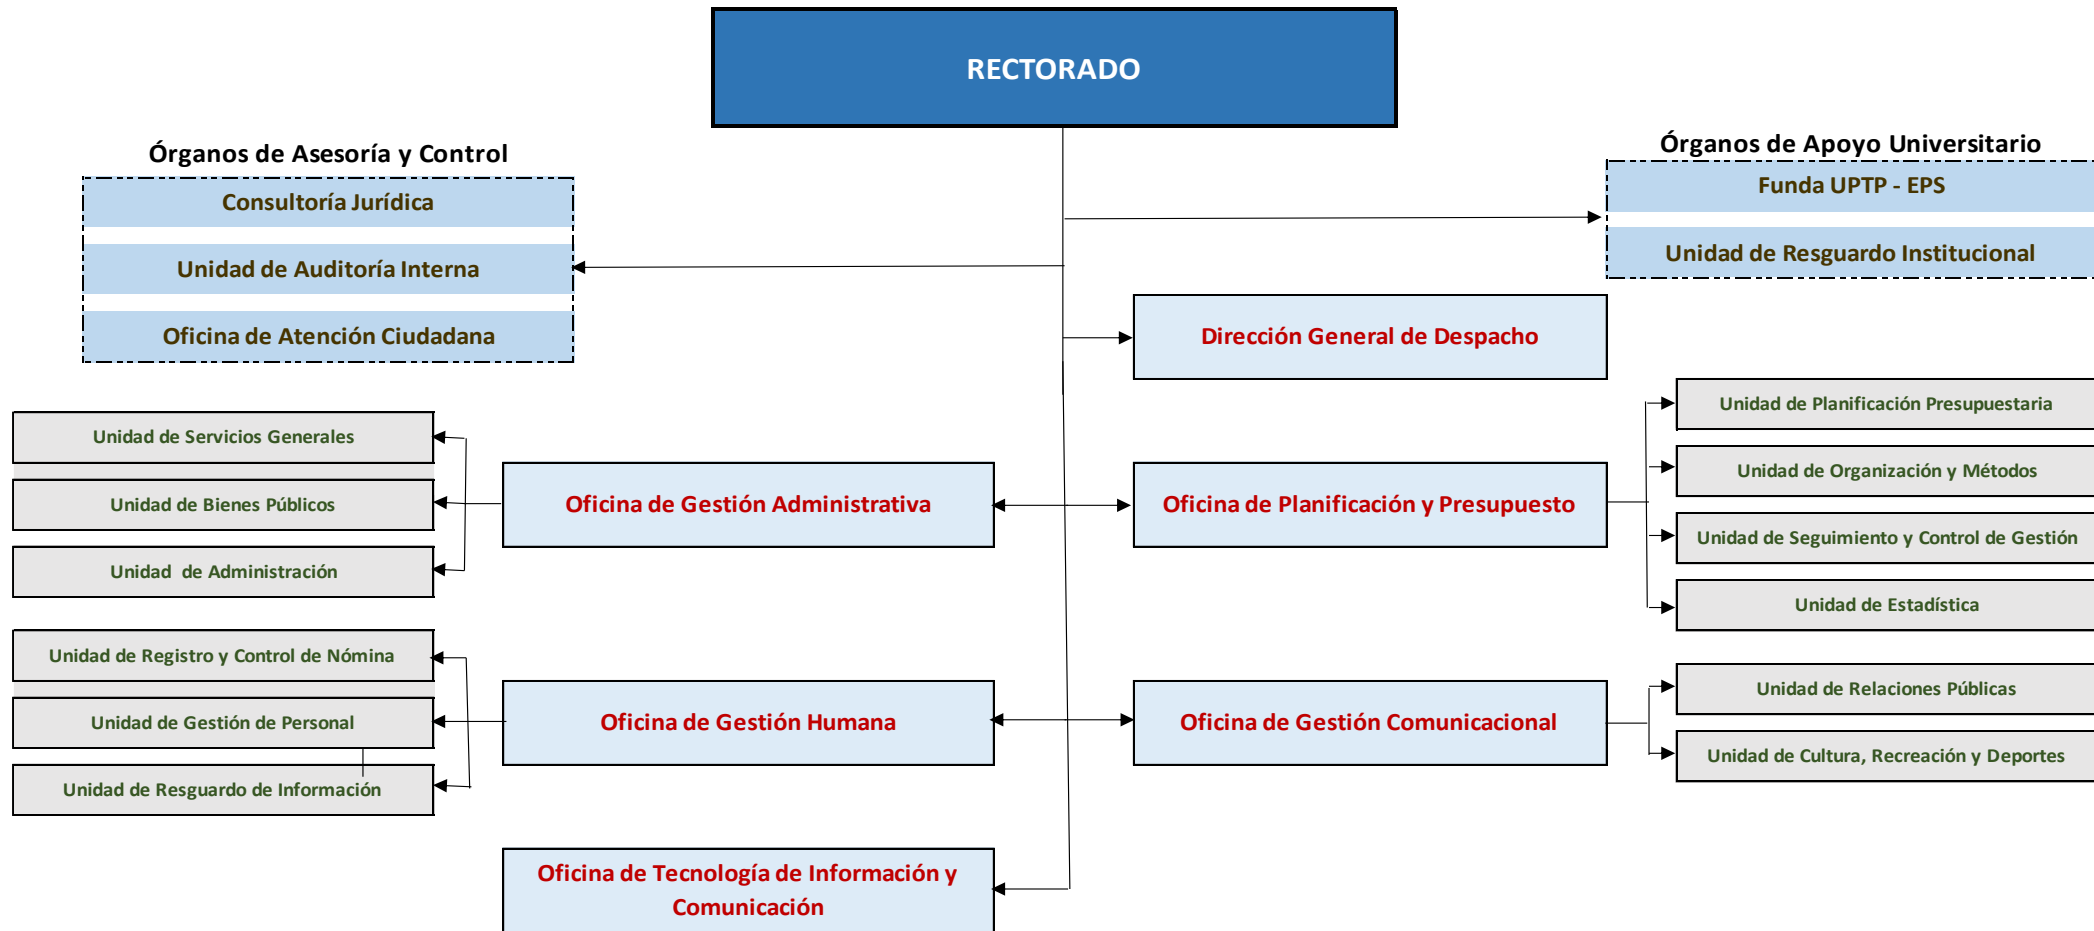 RECTORADO
Órganos de Asesoría y Control
Consultoría Jurídica
Unidad de Auditoría Interna
Oficina de Atención Ciudadana
Órganos de Apoyo Universitario
Funda UPTP - EPS
Unidad de Resguardo Institucional
Dirección General de Despacho
Unidad de Servicios Generales
Unidad de Bienes Públicos
Unidad de Administración
Oficina de Gestión Administrativa
Oficina de Planificación y Presupuesto
Unidad de Planificación Presupuestaria
Unidad de Organización y Métodos
Unidad de Seguimiento y Control de Gestión
Unidad de Estadística
Unidad de Registro y Control de Nómina
Unidad de Gestión de Personal
Unidad de Resguardo de Información
Oficina de Gestión Humana
Oficina de Gestión Comunicacional
Unidad de Relaciones Públicas
Unidad de Cultura, Recreación y Deportes
Oficina de Tecnología de Información y
Comunicación